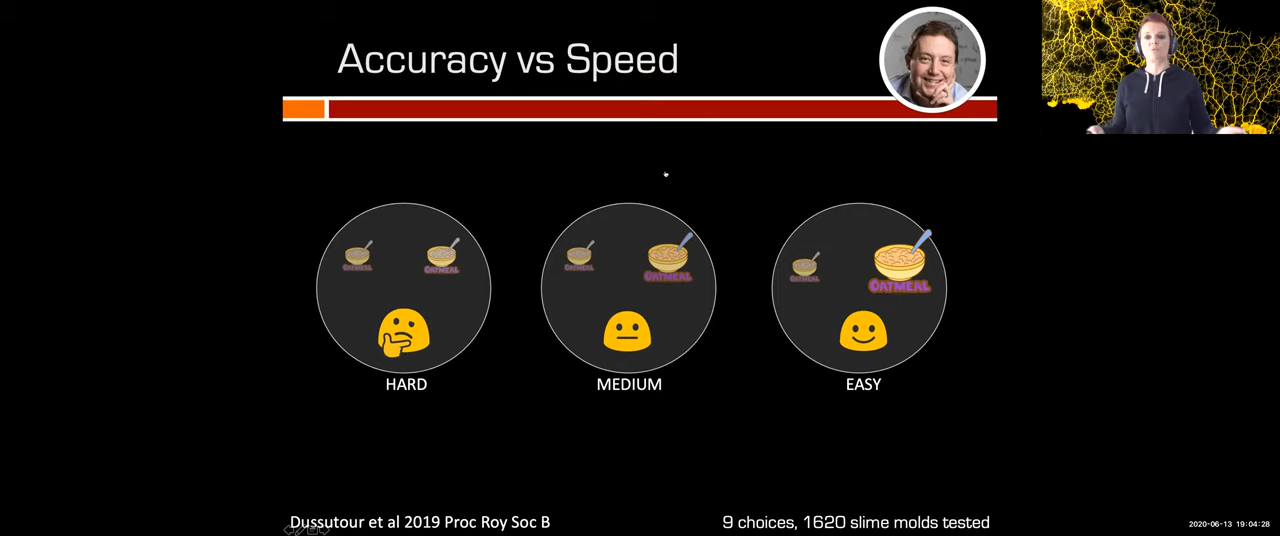 Accuracy vs Speed
OATMEAL
OATMEAL
OATMEAL
OATMEAL
OATMEAL
OATMEAL
HARD
MEDIUM
EASY
Dussutour et al 2019 Proc Roy Soc B
9 choices, 1620 slime molds tested
2020-06-13 19:04:28